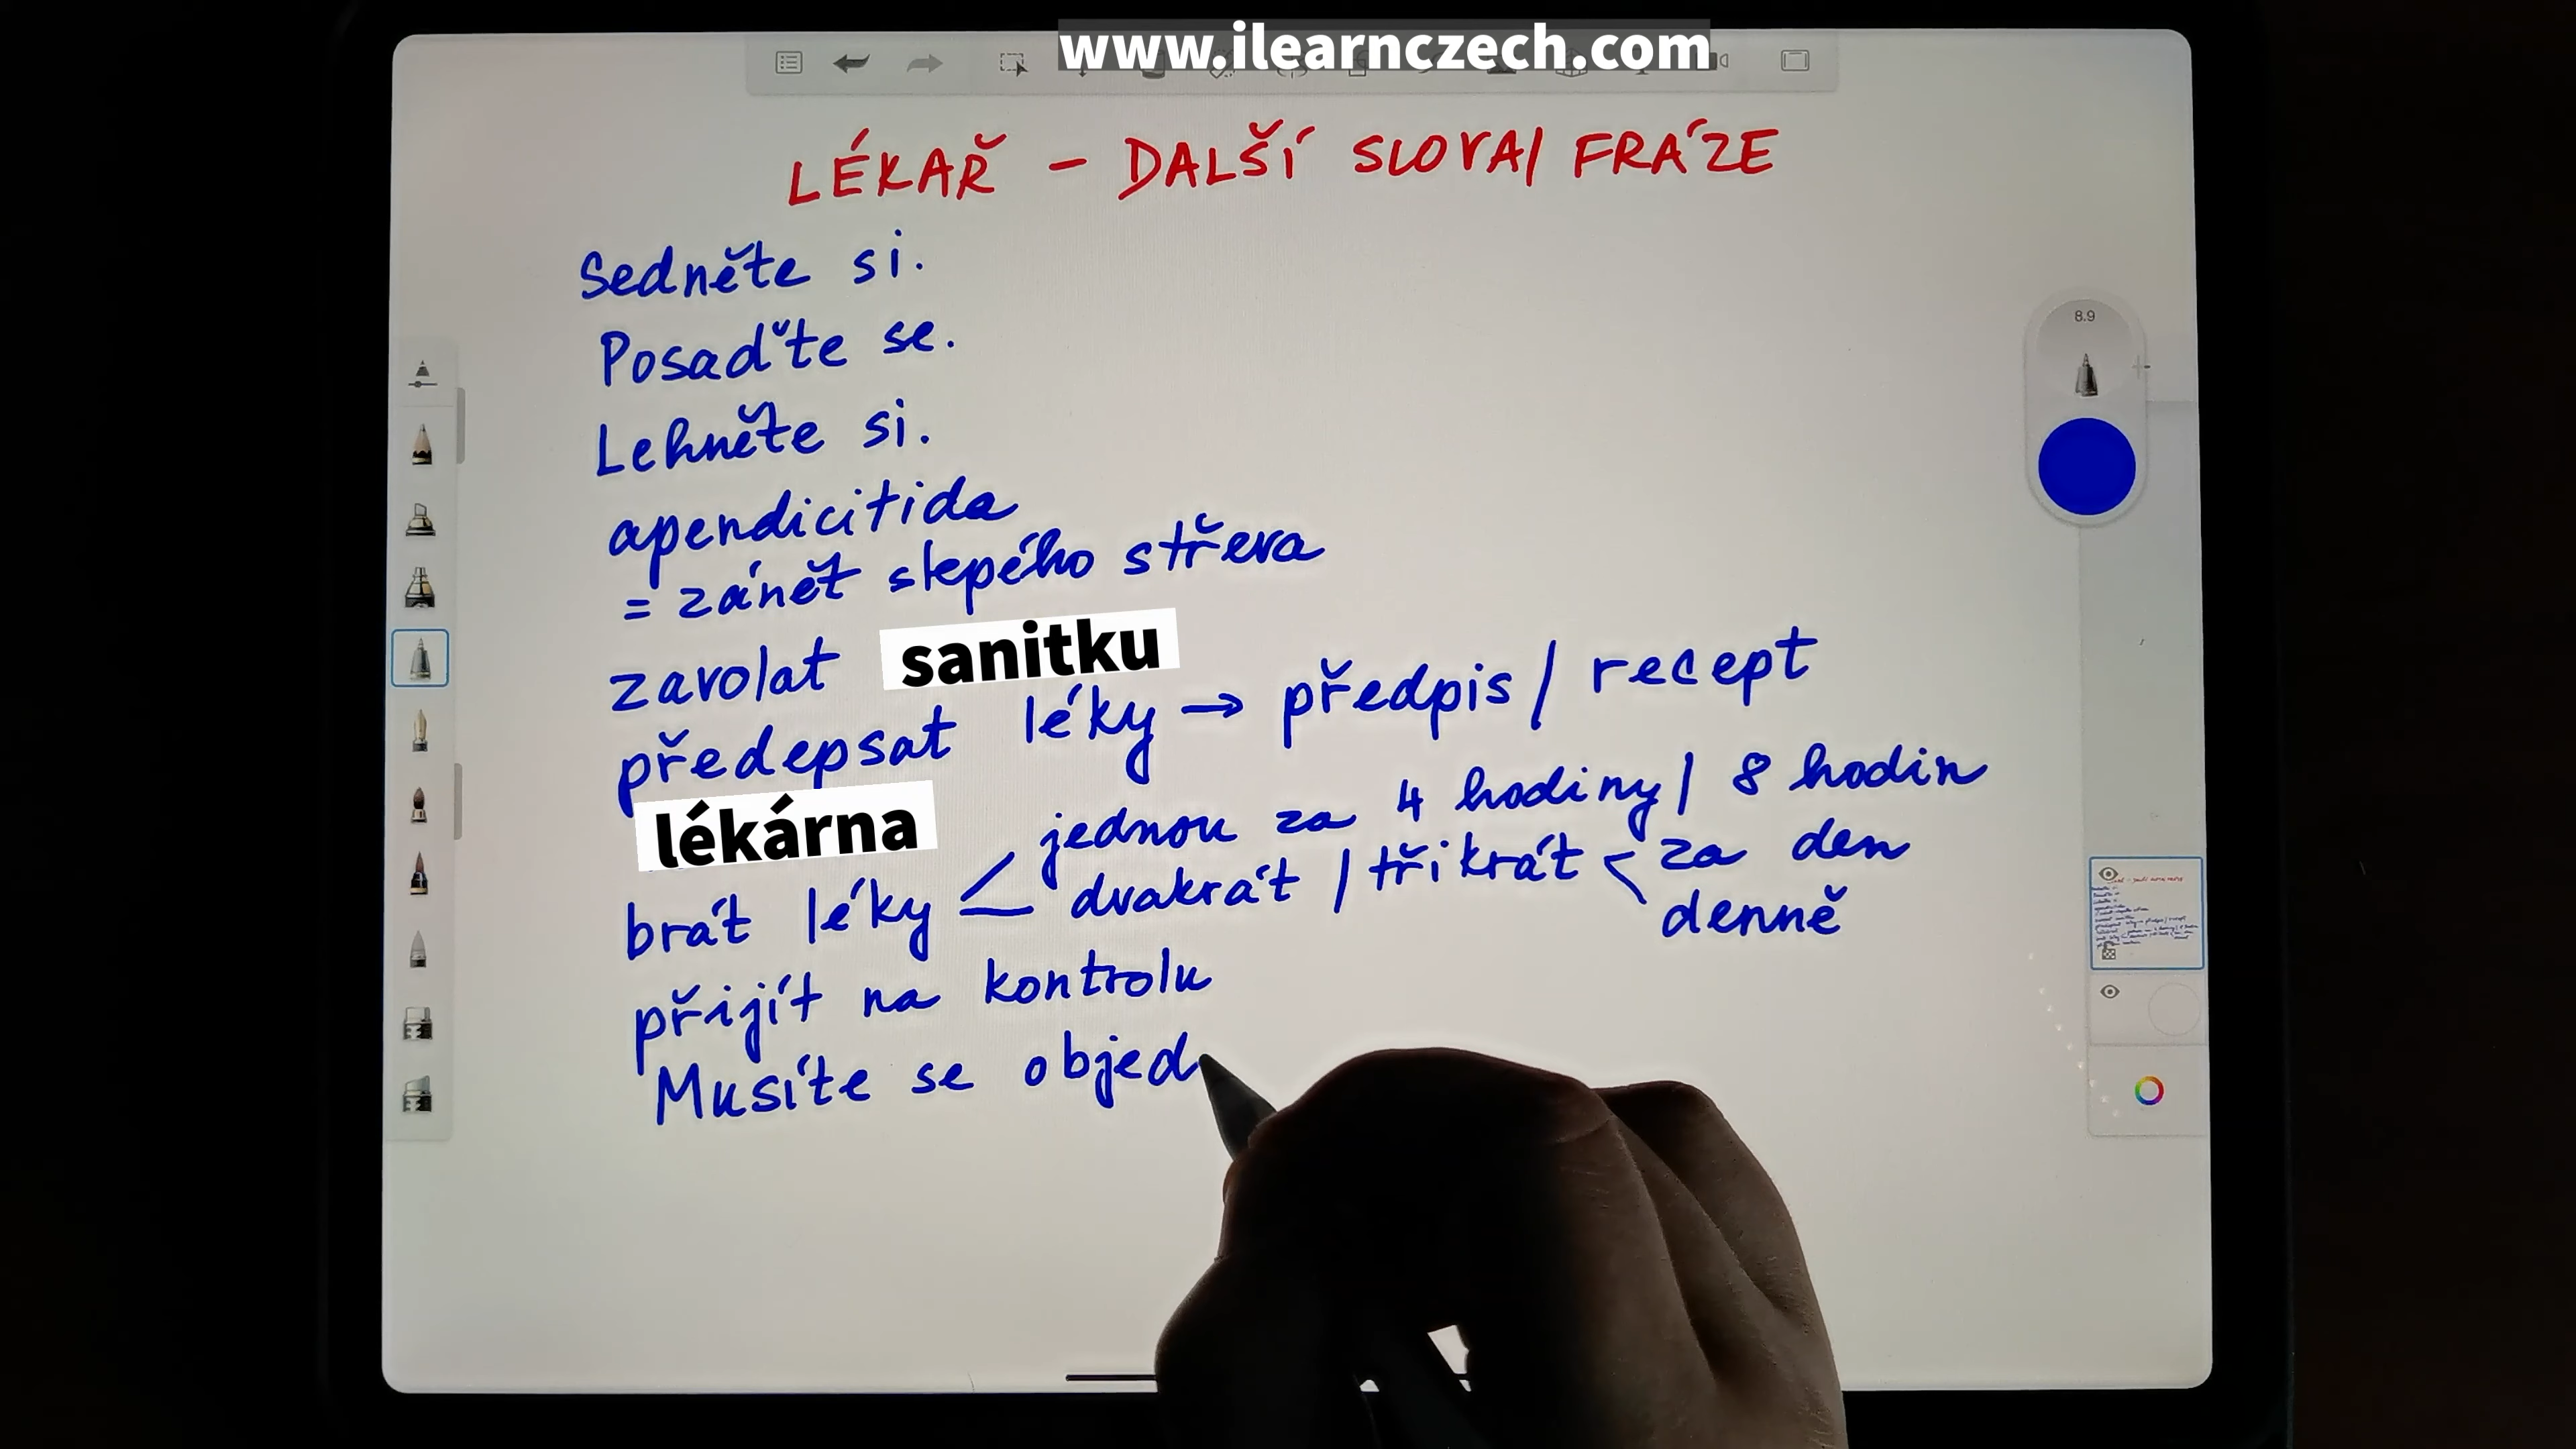 www.ilearnczech.com
LÉKAŘ - DALŠÍ SLOVA/ FRÁZE
8.9
Sedněte si.
Posaďte se.
Lehněte si.
apendicitida
= zánět slepého střeva
zavolat sanitku
předepsat léky → předpis / recept
lékárna
jednou za 4 hodiny / 8 hodin
brát léky < dvakrát / třikrát < za den
denně
přijít na kontrolu
Musíte se objed